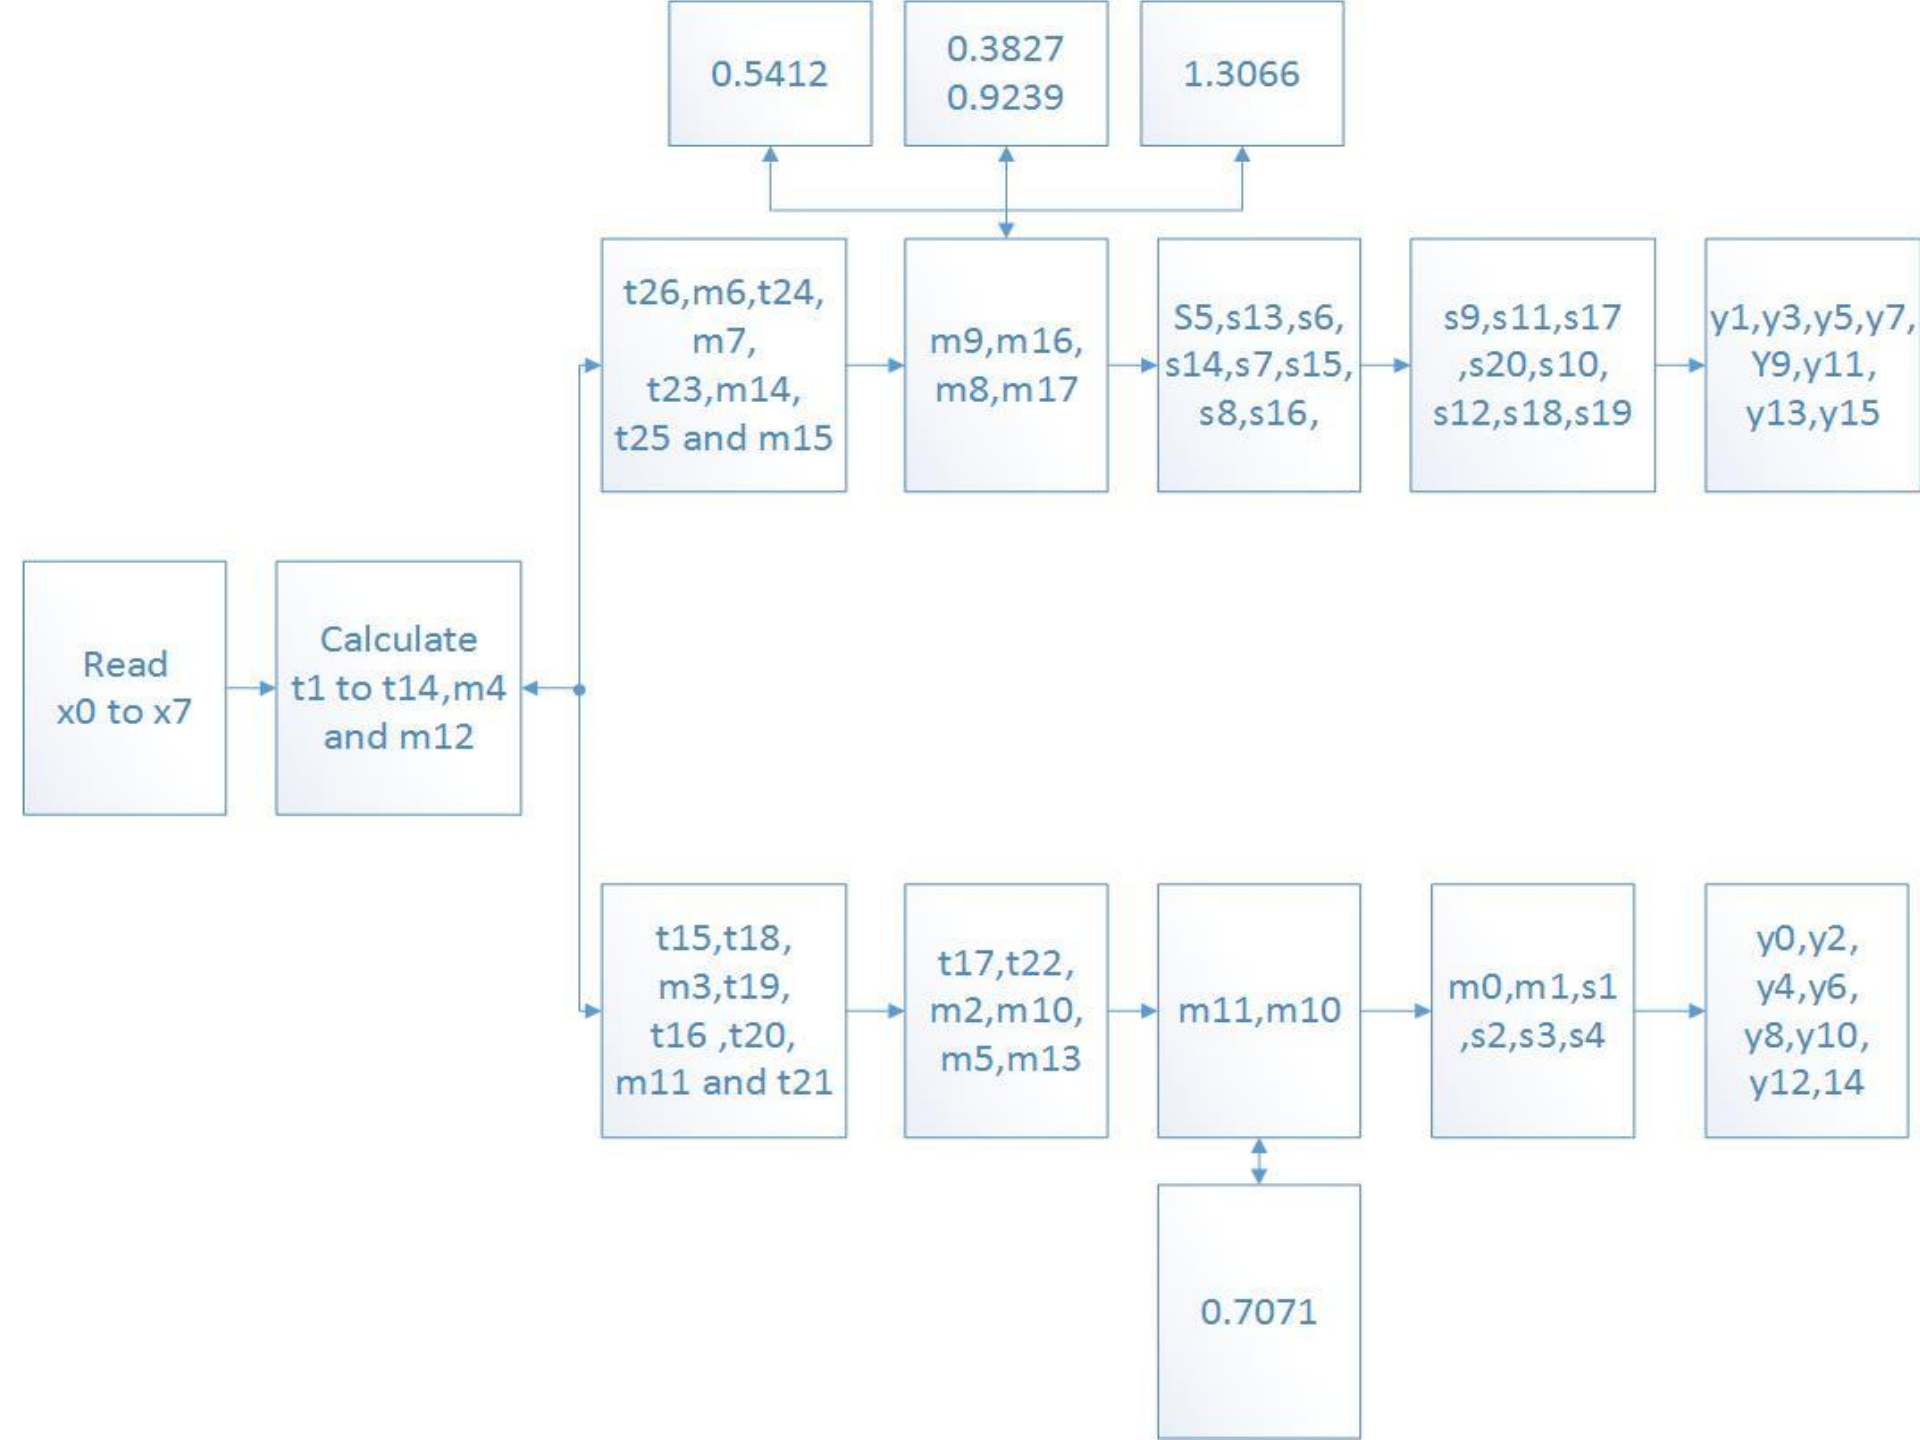 0.5412
0.3827
0.9239
1.3066
t26,m6,t24,
m7,
t23,m14,
t25 and m15
m9,m16,
m8,m17
S5,s13,s6,
s14,s7,s15,
s8,s16,
s9,s11,s17
,s20,s10,
s12,s18,s19
y1,y3,y5,y7,
Y9,y11,
y13,y15
Read
x0 to x7
Calculate
t1 to t14,m4
and m12
t15,t18,
m3,t19,
t16 ,t20,
m11 and t21
t17,t22,
m2,m10,
m5,m13
m11,m10
m0,m1,s1
,s2,s3,s4
y0,y2,
y4,y6,
y8,y10,
y12,14
0.7071